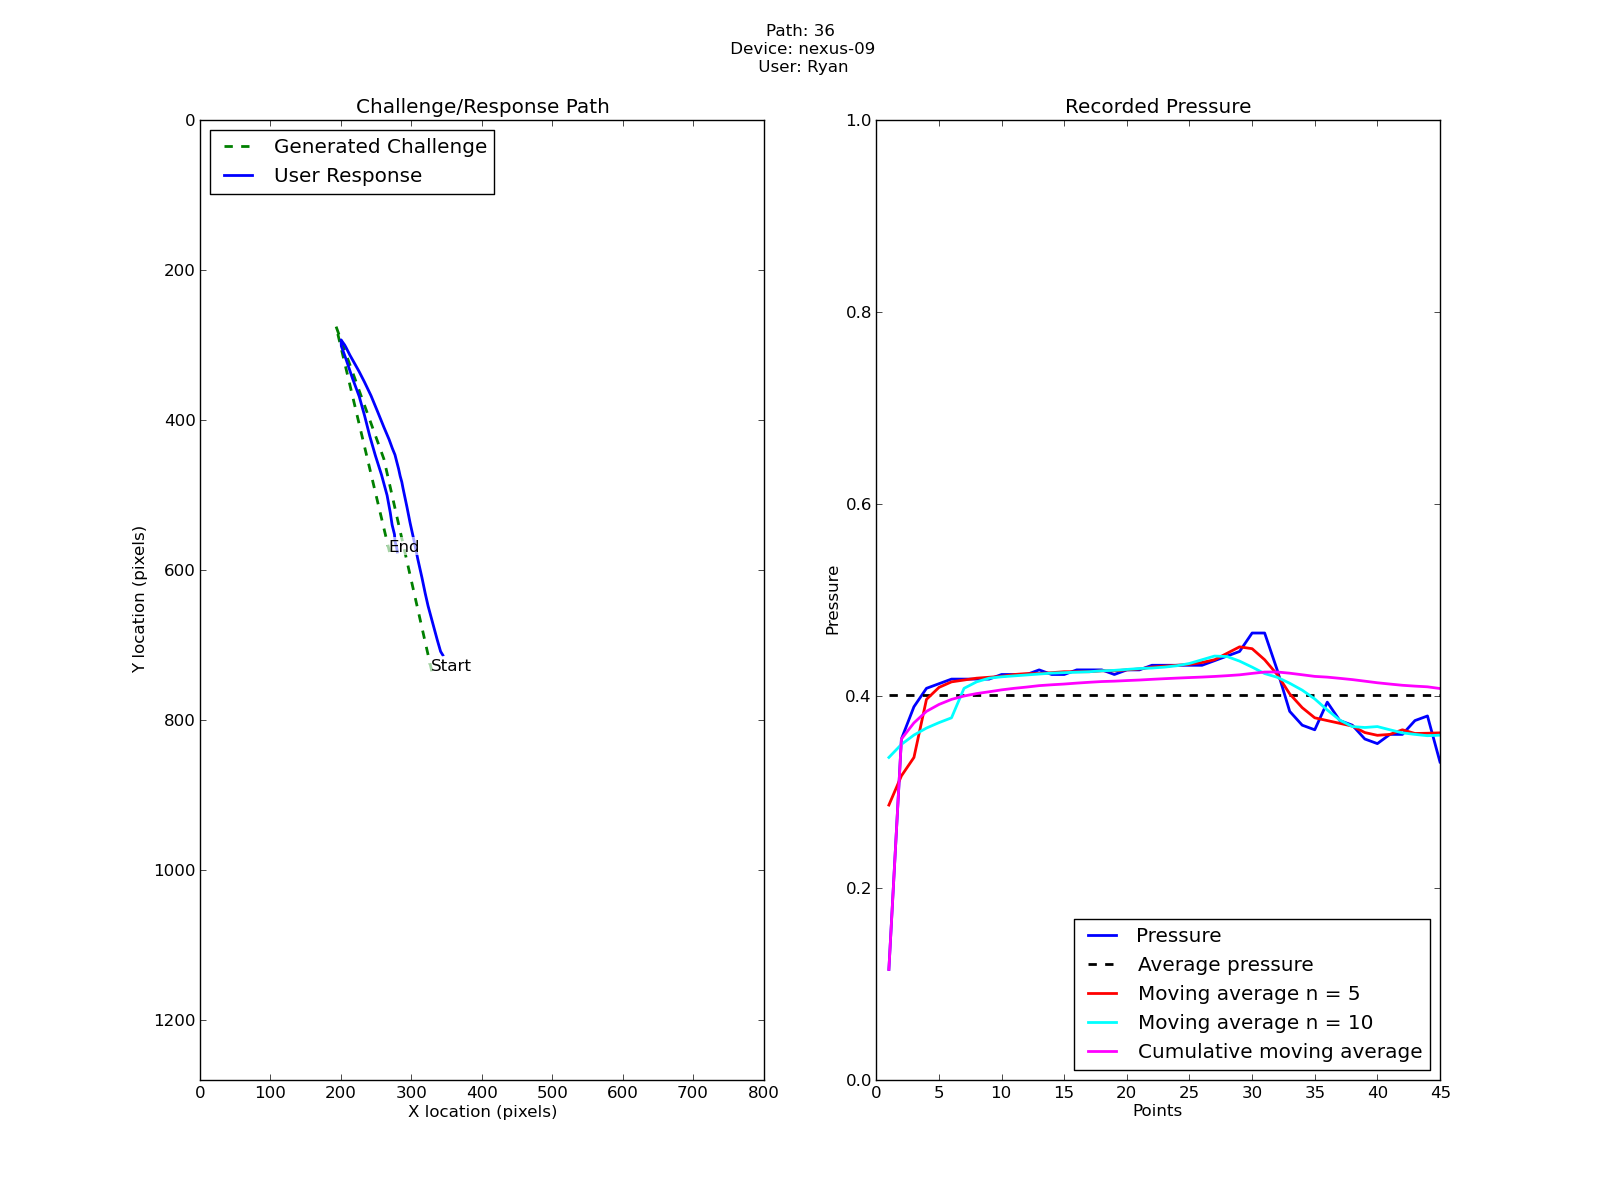 Path: 36
Device: nexus-09
User: Ryan
Challenge/Response Path
Generated Challenge
User Response
0
200
400
600
800
1000
1200
Y location (pixels)
End
Start
0 100 200 300 400 500 600 700 800
X location (pixels)
Recorded Pressure
1.0
0.8
0.6
0.4
0.2
0.0
Pressure
Pressure
Average pressure
Moving average n = 5
Moving average n = 10
Cumulative moving average
0 5 10 15 20 25 30 35 40 45
Points